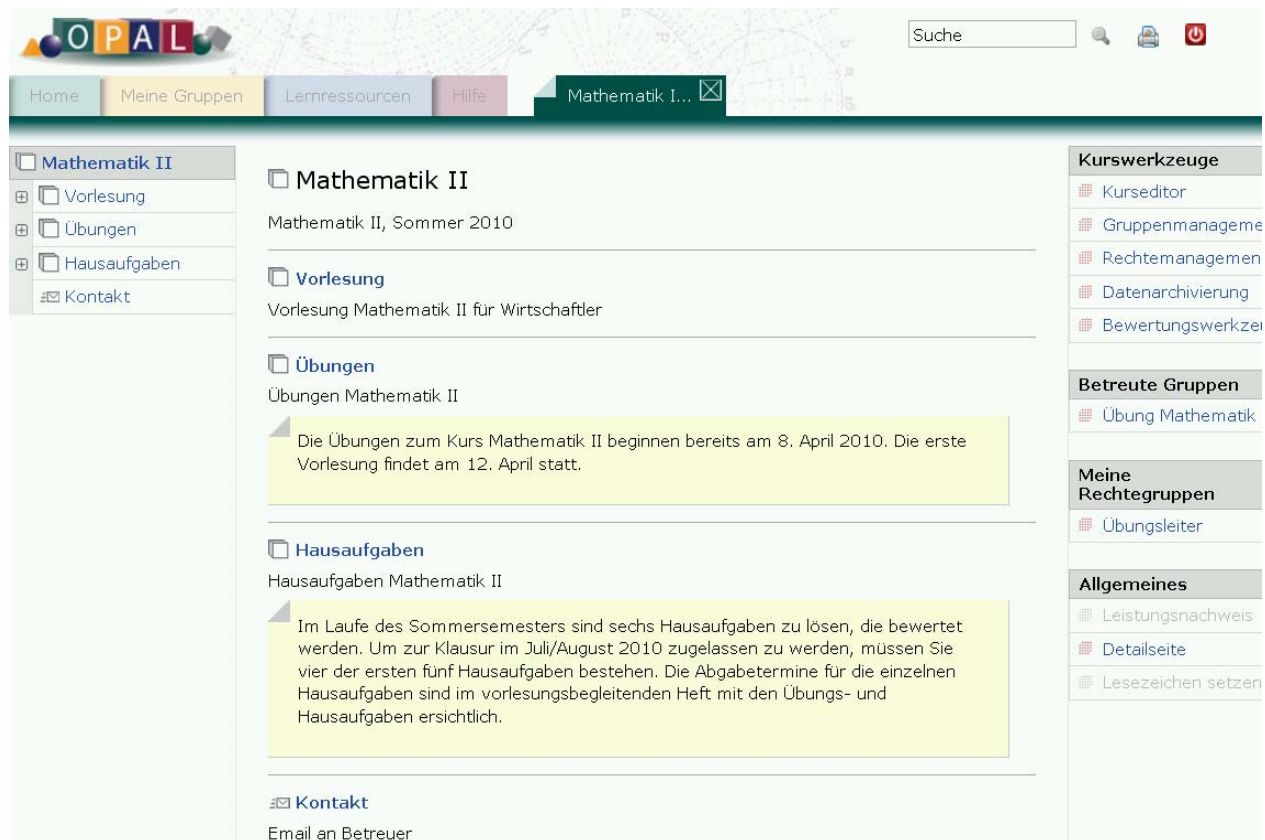 OPAL
Suche
Home
Meine Gruppen
Lernressourcen
Hilfe
Mathematik I...
Mathematik II
Vorlesung
Übungen
Hausaufgaben
Kontakt
Mathematik II
Mathematik II, Sommer 2010
Vorlesung
Vorlesung Mathematik II für Wirtschaftler
Übungen
Übungen Mathematik II
Die Übungen zum Kurs Mathematik II beginnen bereits am 8. April 2010. Die erste
Vorlesung findet am 12. April statt.
Hausaufgaben
Hausaufgaben Mathematik II
Im Laufe des Sommersemesters sind sechs Hausaufgaben zu lösen, die bewertet
werden. Um zur Klausur im Juli/August 2010 zugelassen zu werden, müssen Sie
vier der ersten fünf Hausaufgaben bestehen. Die Abgabetermine für die einzelnen
Hausaufgaben sind im vorlesungsbegleitenden Heft mit den Übungs- und
Hausaufgaben ersichtlich.
Kontakt
Email an Betreuer
Kurswerkzeuge
Kurseditor
Gruppenmanageme
Rechtemanagemen
Datenarchivierung
Bewertungswerkzeu
Betreute Gruppen
Übung Mathematik
Meine
Rechtegruppen
Übungsleiter
Allgemeines
Leistungsnachweis
Detailseite
Lesezeichen setzen